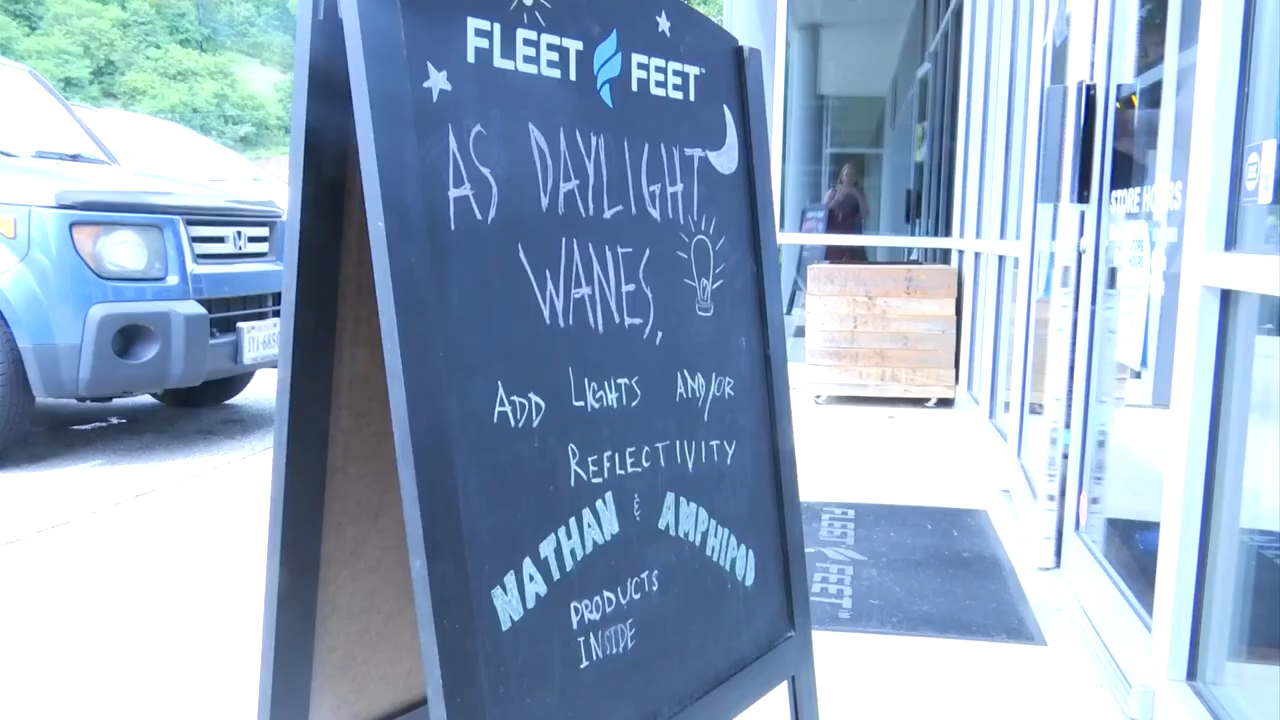 FLEET FEET
AS DAYLIGHT
WANES,
ADD LIGHTS AND/OR
REFLECTIVITY
NATHAN & AMPHIPOD
PRODUCTS
INSIDE
STORE HOURS
FLEET FEET